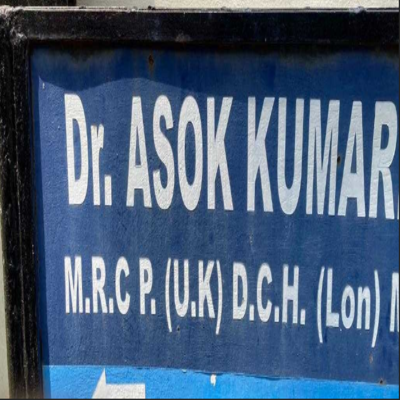 Dr. ASOK KUMAR
M.R.C P. (U.K) D.C.H. (Lon)